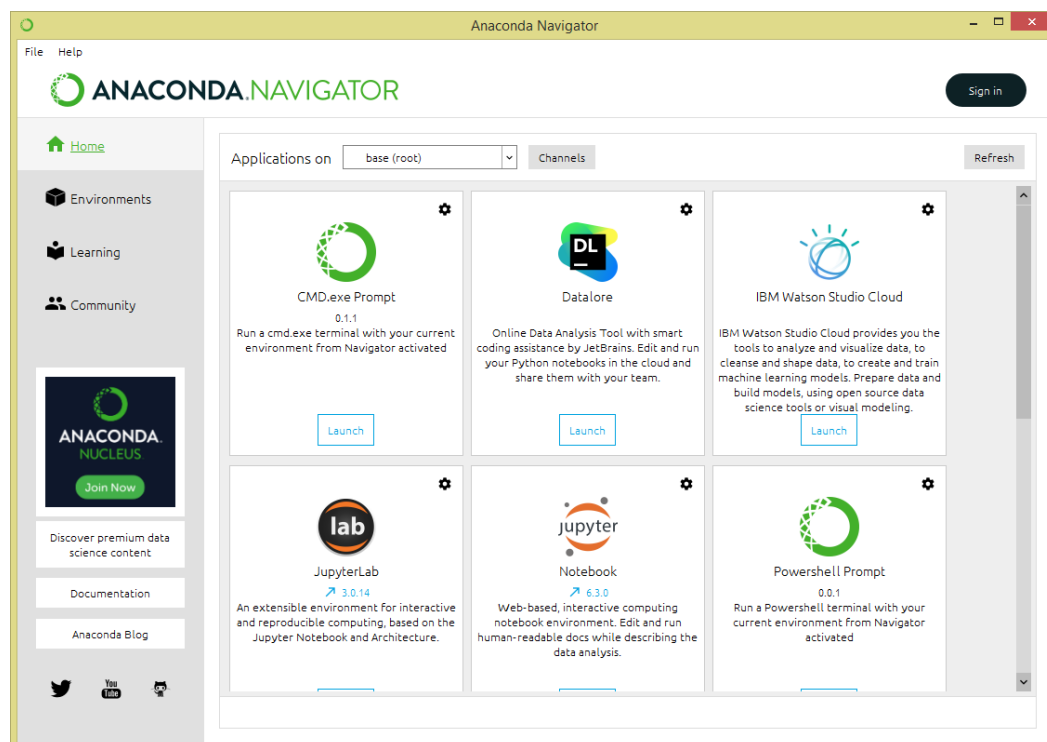 Anaconda Navigator
File Help
ANACONDA.NAVIGATOR
Sign in
Home
Environments
Learning
Community
ANACONDA.
NUCLEUS
Join Now
Discover premium data
science content
Documentation
Anaconda Blog
You
Tube
Applications on base (root) Channels Refresh
CMD.exe Prompt
0.1.1
Run a cmd.exe terminal with your current
environment from Navigator activated
Launch
DL
Datalore
Online Data Analysis Tool with smart
coding assistance by JetBrains. Edit and run
your Python notebooks in the cloud and
share them with your team.
Launch
IBM Watson Studio Cloud
IBM Watson Studio Cloud provides you the
tools to analyze and visualize data, to
cleanse and shape data, to create and train
machine learning models. Prepare data and
build models, using open source data
science tools or visual modeling.
Launch
lab
JupyterLab
3.0.14
An extensible environment for interactive
and reproducible computing, based on the
Jupyter Notebook and Architecture.
jupyter
Notebook
6.3.0
Web-based, interactive computing
notebook environment. Edit and run
human-readable docs while describing the
data analysis.
Powershell Prompt
0.0.1
Run a Powershell terminal with your
current environment from Navigator
activated